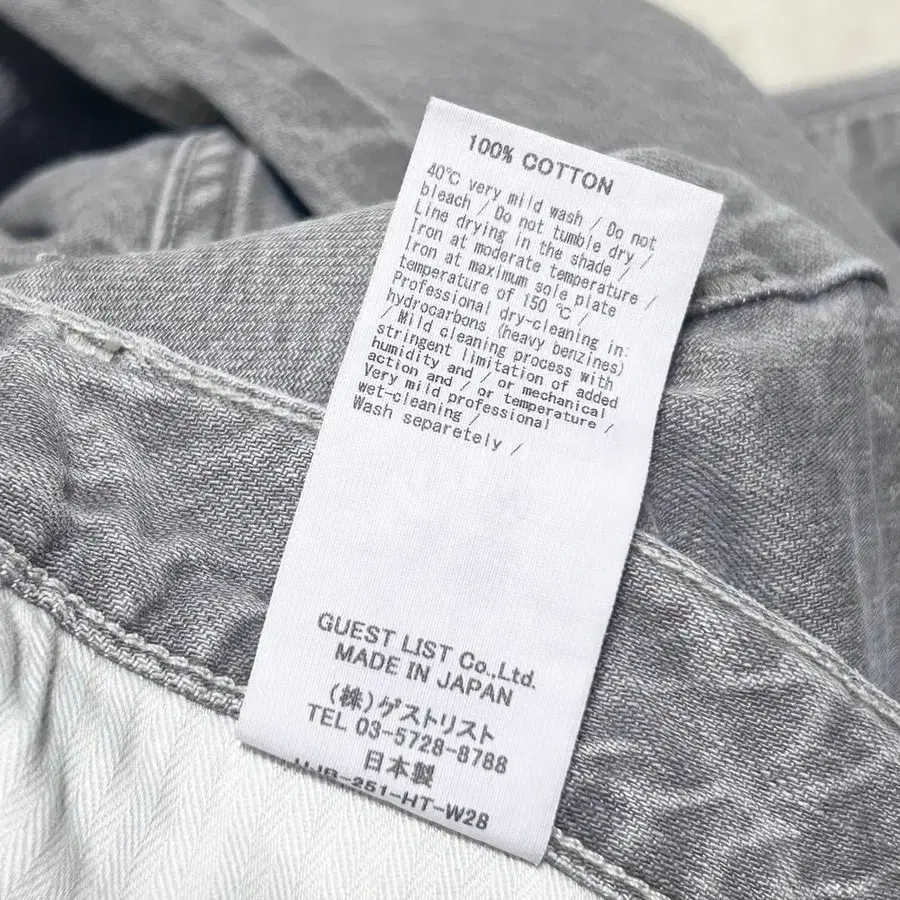 100% COTTON
40℃ very mild wash / Do not
bleach / Do not tumble dry /
Line drying in the shade /
Iron at moderate temperature /
Iron at maximum sole plate
temperature of 150 ℃ /
Professional dry-cleaning in:
hydrocarbons (heavy benzines)
/ Mild cleaning process with
stringent limitation of added
humidity and / or mechanical
action and / or temperature /
Very mild professional
wet-cleaning /
Wash separetely /
GUEST LIST Co.,Ltd.
MADE IN JAPAN
(株)ゲストリスト
TEL 03-5728-8788
日本製
-251-HT-W28